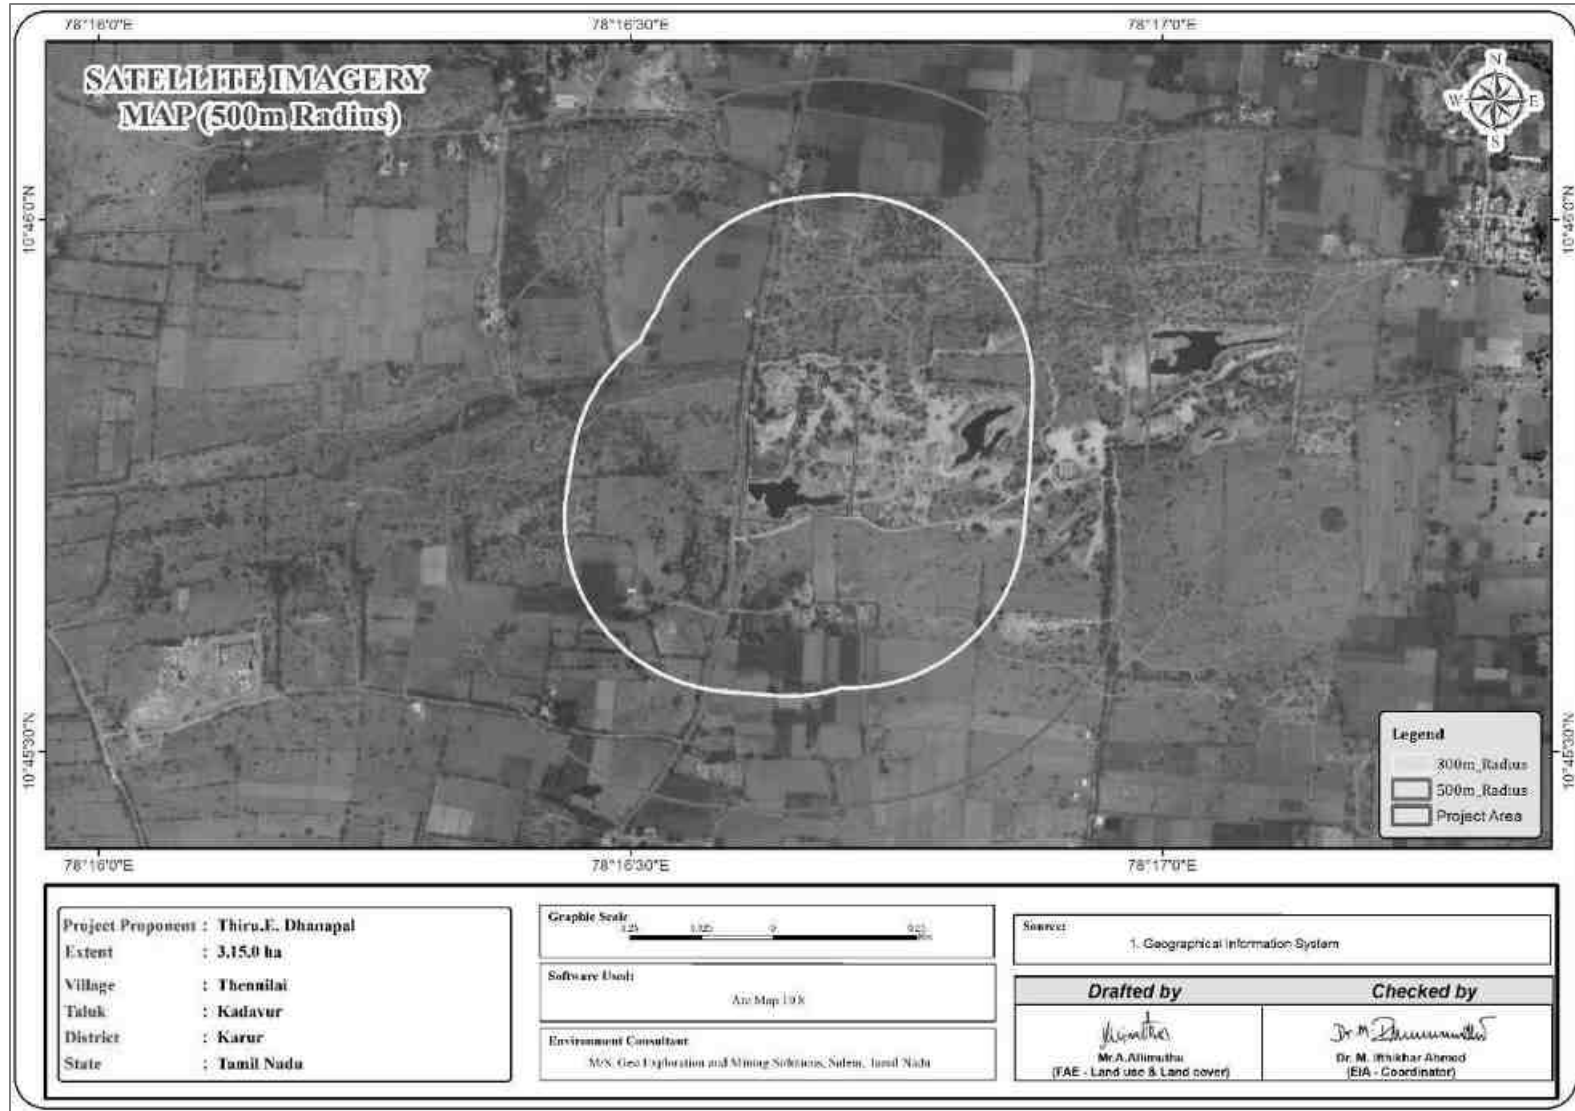 78°16'0"E
78°16'30"E
78°17'0"E
SATELLITE IMAGERY
MAP (500m Radius)
N
W E
S
10°46'0"N
10°46'0"N
10°45'30"N
10°45'30"N
Legend
300m_Radius
500m_Radius
Project Area
78°16'0"E
78°16'30"E
78°17'0"E
Project Proponent : Thiru.E. Dhanapal
Extent : 3.15.0 ha
Village : Thennilai
Taluk : Kadavur
District : Karur
State : Tamil Nadu
Graphic Scale
0
Software Used:
Arc Map 10.8
Environment Consultant
M/S. Geo Exploration and Mining Solutions, Salem, Tamil Nadu
Source:
1. Geographical Information System
Drafted by
Mr.A.Allimuthu
(FAE - Land use & Land cover)
Checked by
Dr. M. Ifthikhar Ahmed
(EIA - Coordinator)